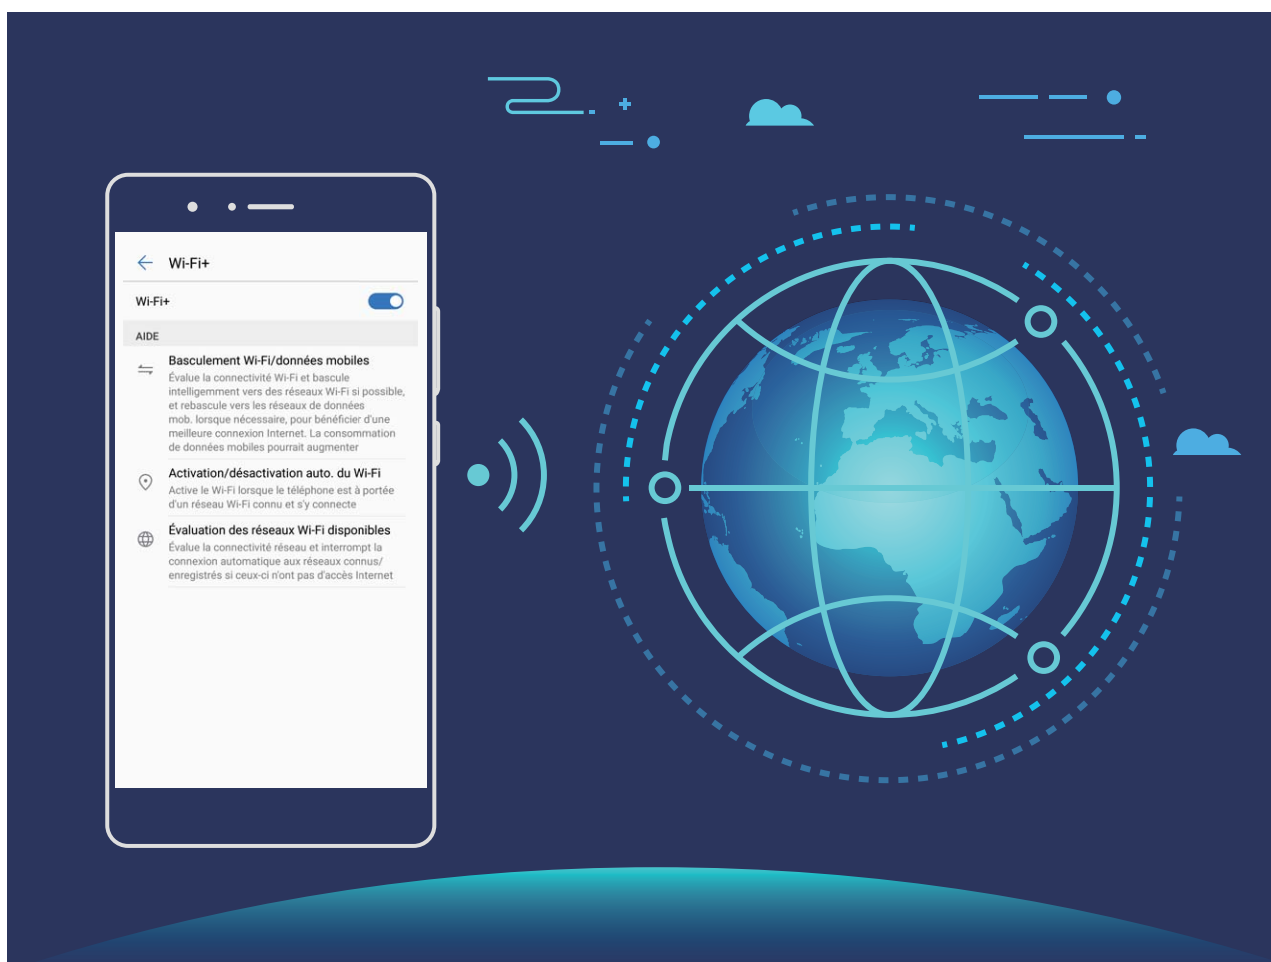 Wi-Fi+
Wi-Fi+
AIDE
Basculement Wi-Fi/données mobiles
Évalue la connectivité Wi-Fi et bascule
intelligemment vers des réseaux Wi-Fi si possible,
et rebascule vers les réseaux de données
mob. lorsque nécessaire, pour bénéficier d'une
meilleure connexion Internet. La consommation
de données mobiles pourrait augmenter
Activation/désactivation auto. du Wi-Fi
Active le Wi-Fi lorsque le téléphone est à portée
d'un réseau Wi-Fi connu et s'y connecte
Évaluation des réseaux Wi-Fi disponibles
Évalue la connectivité réseau et interrompt la
connexion automatique aux réseaux connus/
enregistrés si ceux-ci n'ont pas d'accès Internet